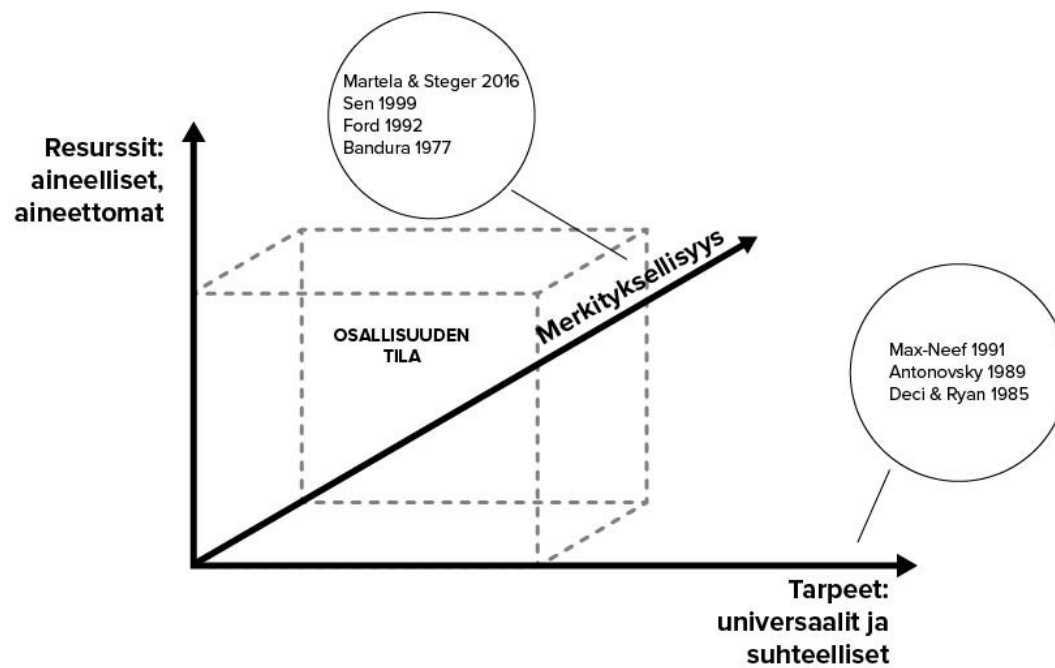 Martela & Steger 2016
Sen 1999
Ford 1992
Bandura 1977
Resurssit:
aineelliset,
aineettomat
Merkityksellisyys
OSALLISUUDEN
TILA
Max-Neef 1991
Antonovsky 1989
Deci & Ryan 1985
Tarpeet:
universaalit ja
suhteelliset